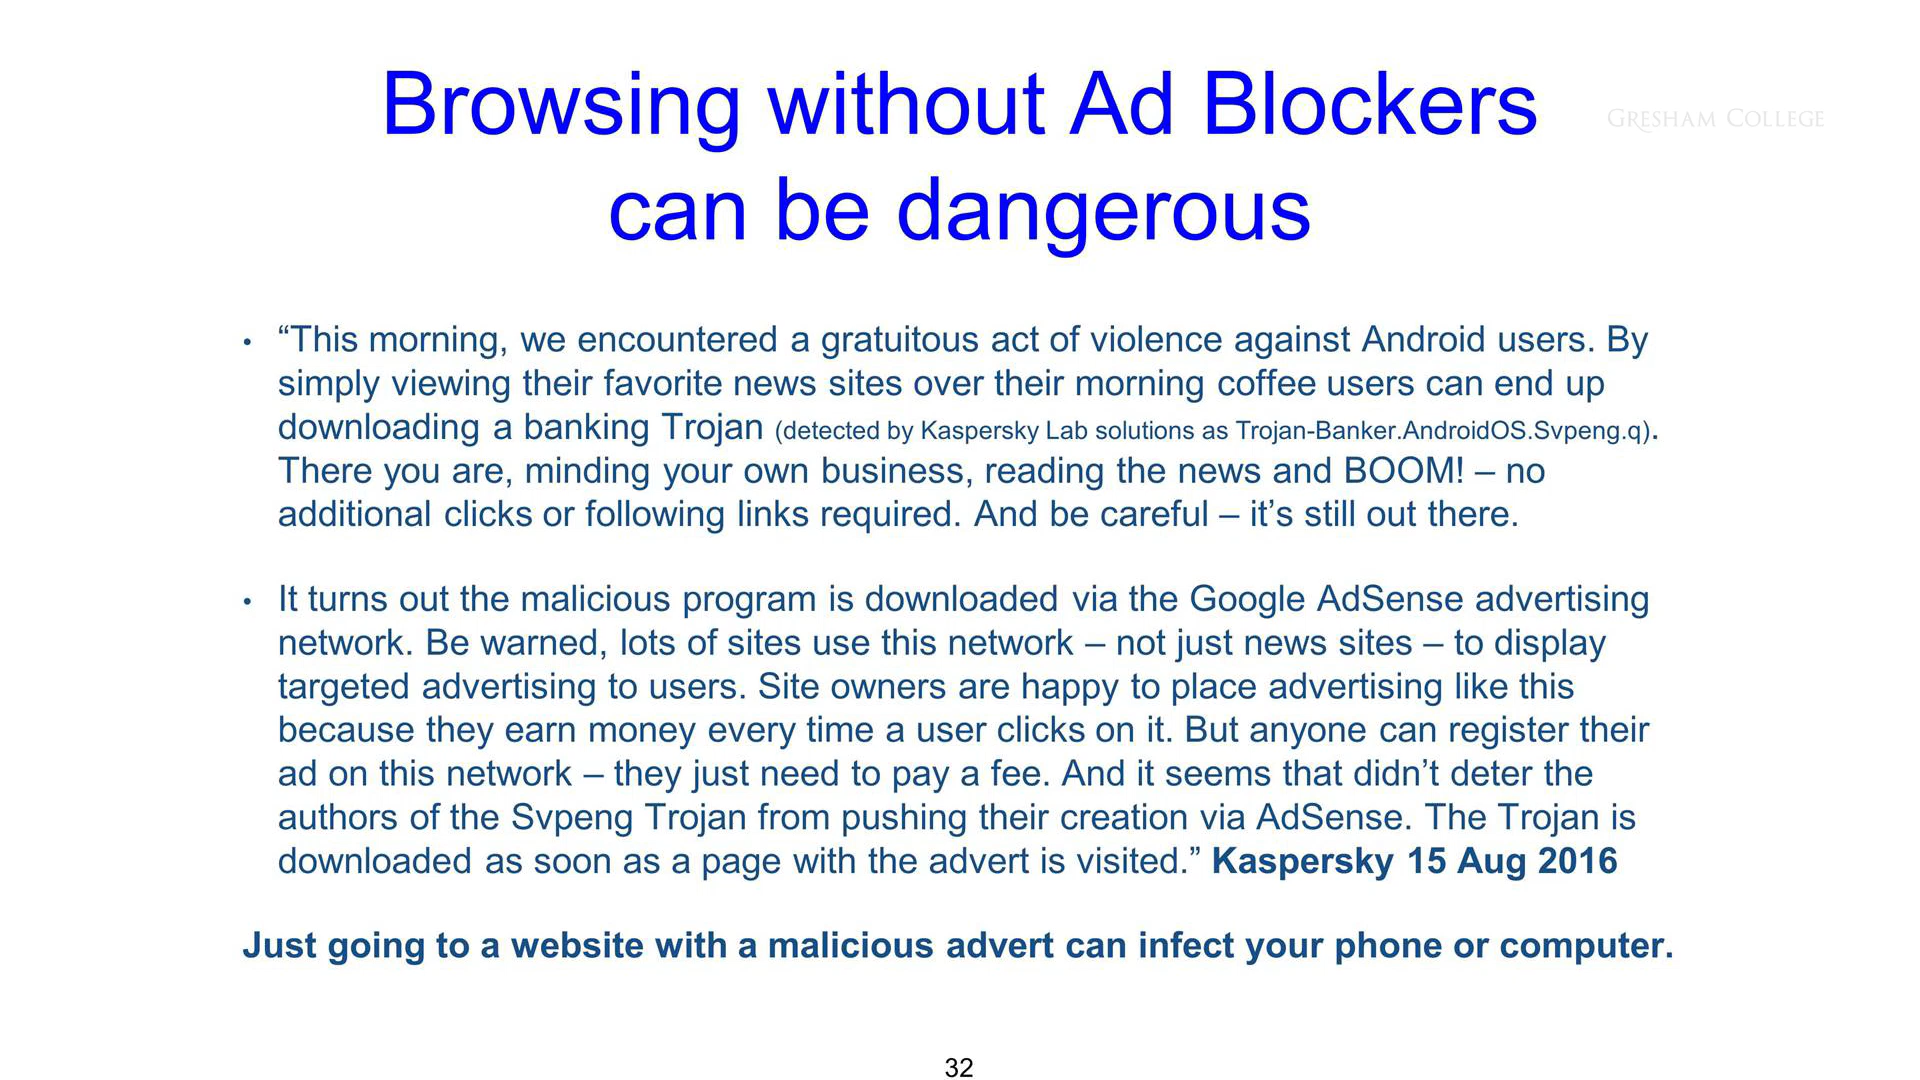 Browsing without Ad Blockers
can be dangerous
GRESHAM COLLEGE
• “This morning, we encountered a gratuitous act of violence against Android users. By
simply viewing their favorite news sites over their morning coffee users can end up
downloading a banking Trojan (detected by Kaspersky Lab solutions as Trojan-Banker.AndroidOS.Svpeng.q).
There you are, minding your own business, reading the news and BOOM! – no
additional clicks or following links required. And be careful – it’s still out there.
• It turns out the malicious program is downloaded via the Google AdSense advertising
network. Be warned, lots of sites use this network – not just news sites – to display
targeted advertising to users. Site owners are happy to place advertising like this
because they earn money every time a user clicks on it. But anyone can register their
ad on this network – they just need to pay a fee. And it seems that didn’t deter the
authors of the Svpeng Trojan from pushing their creation via AdSense. The Trojan is
downloaded as soon as a page with the advert is visited.” Kaspersky 15 Aug 2016
Just going to a website with a malicious advert can infect your phone or computer.
32